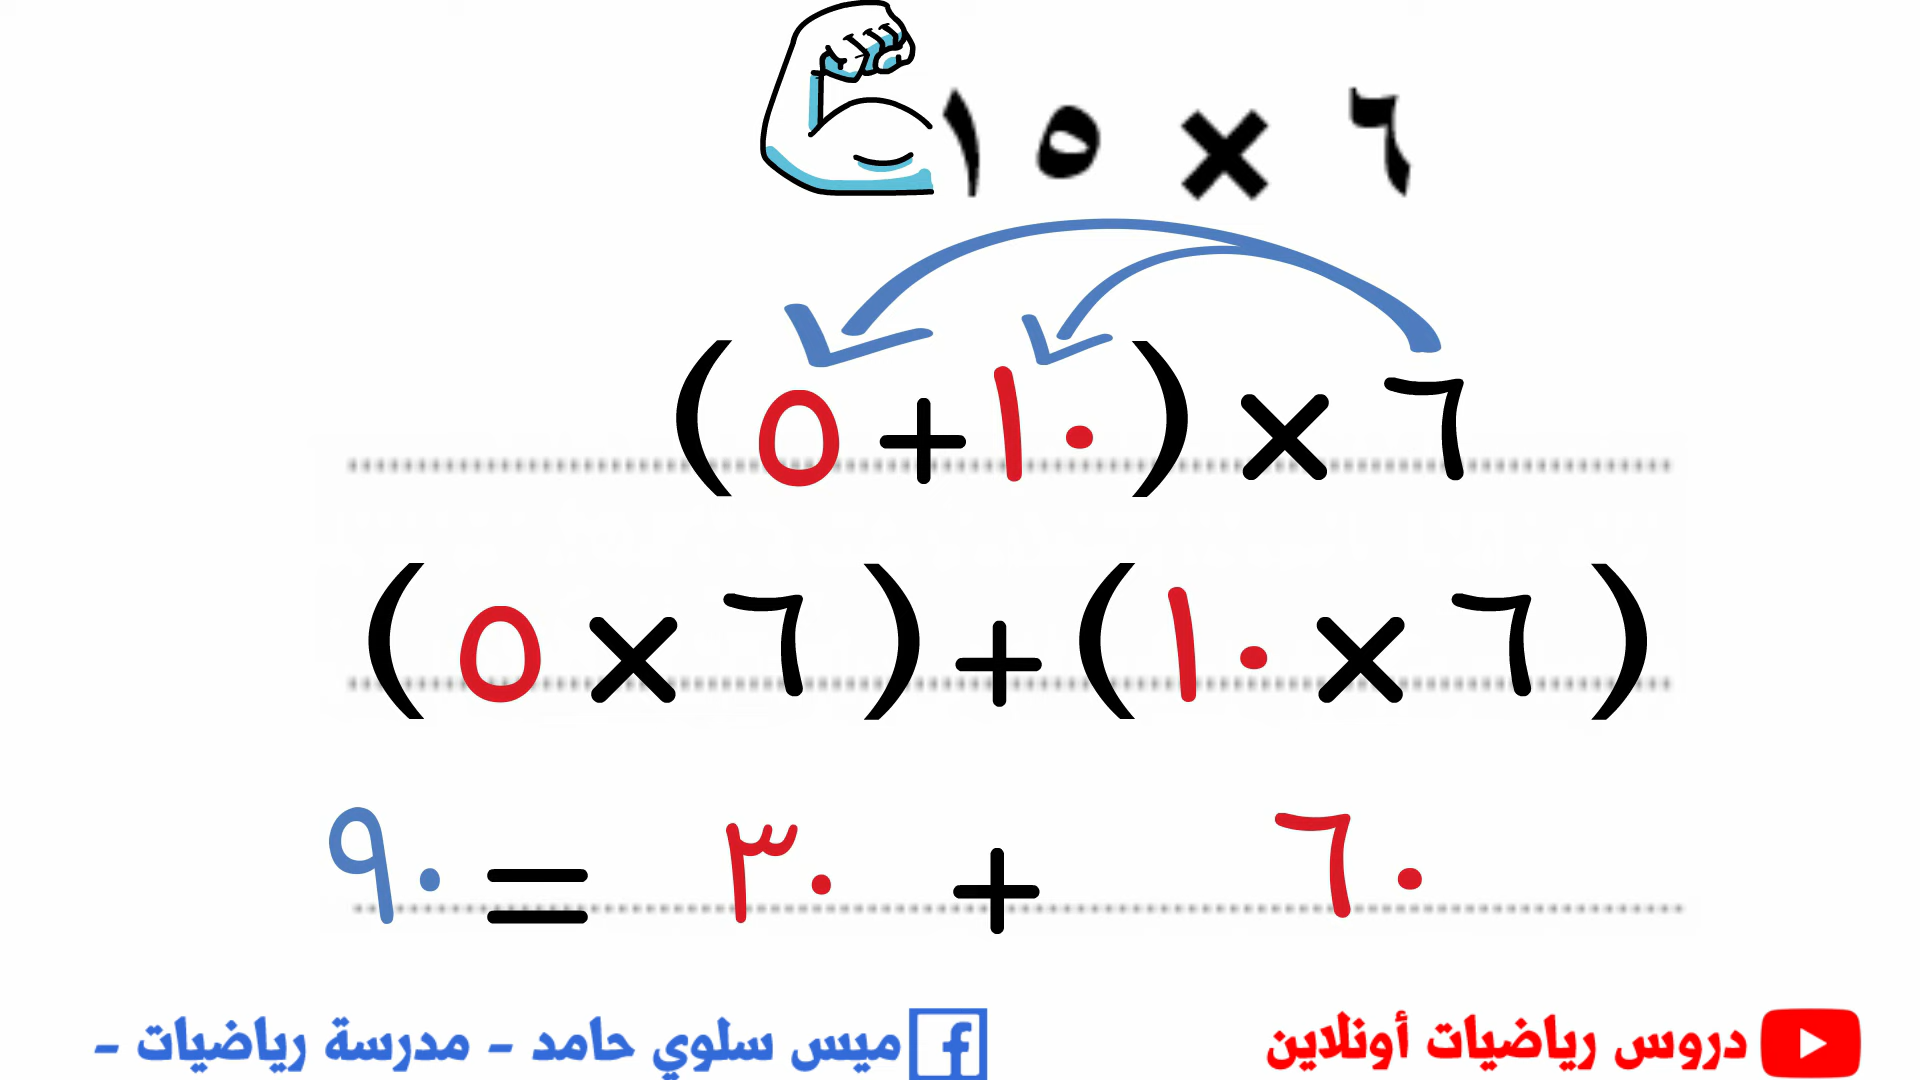 ٦ × ١٥
٦ × (١٠ + ٥)
(٦ × ١٠) + (٦ × ٥)
٦٠ + ٣٠ = ٩٠
دروس رياضيات أونلاين
ميس سلوي حامد - مدرسة رياضيات -